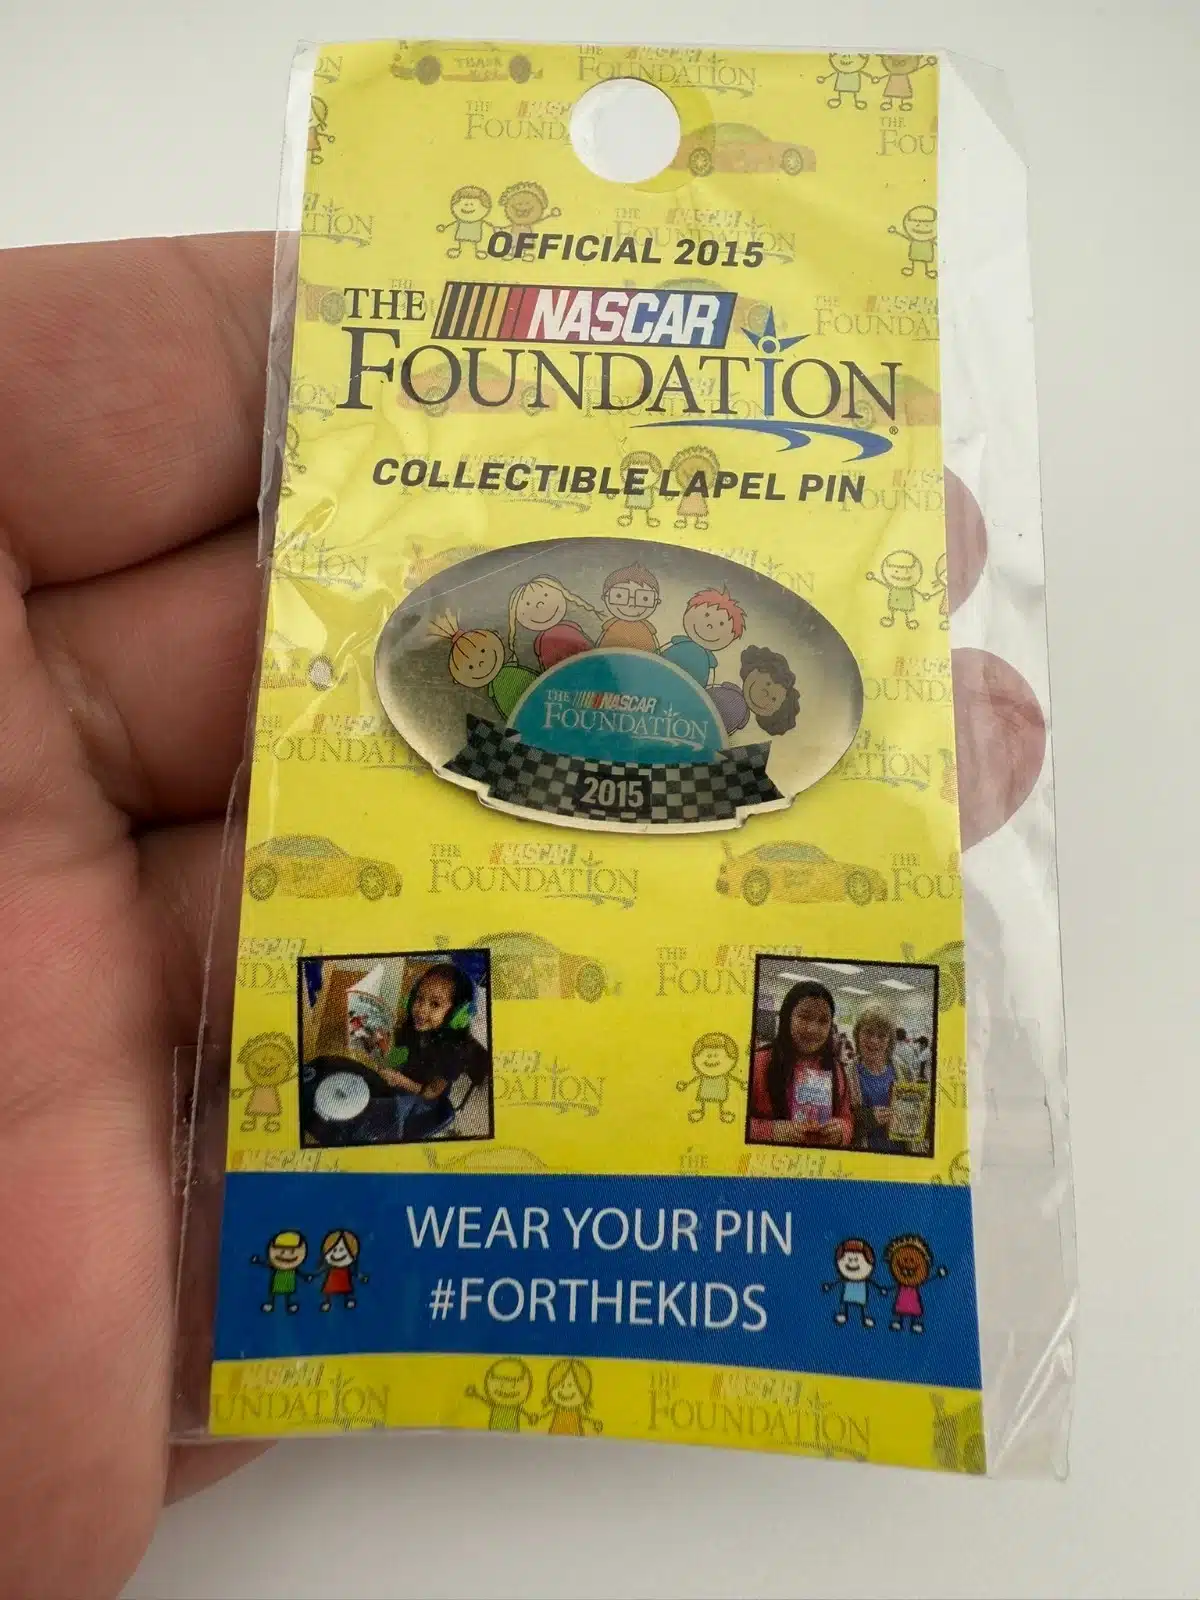 OFFICIAL 2015
THE NASCAR
FOUNDATION®
COLLECTIBLE LAPEL PIN
THE NASCAR
FOUNDATION
2015
WEAR YOUR PIN
#FORTHEKIDS